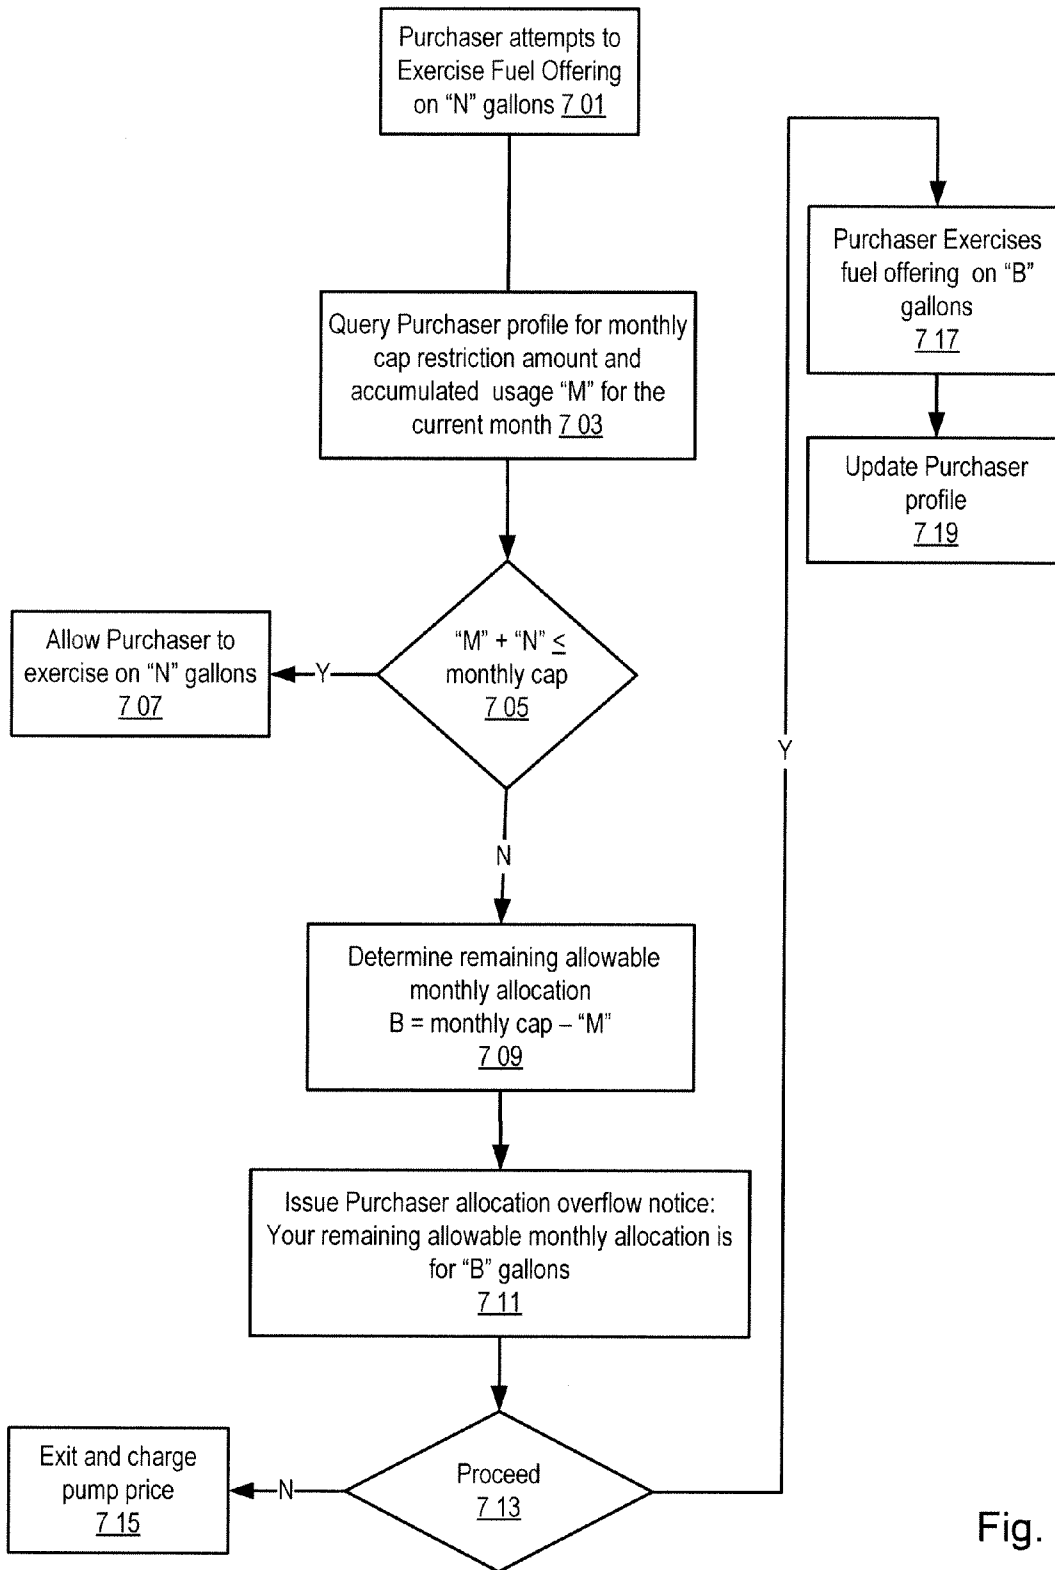 Purchaser attempts to
Exercise Fuel Offering
on “N” gallons 7 01
Query Purchaser profile for monthly
cap restriction amount and
accumulated usage “M” for the
current month 7 03
“M” + “N” ≤
monthly cap
7 05
Y
Allow Purchaser to
exercise on “N” gallons
7 07
N
Determine remaining allowable
monthly allocation
B = monthly cap – “M”
7 09
Issue Purchaser allocation overflow notice:
Your remaining allowable monthly allocation is
for “B” gallons
7 11
Proceed
7 13
N
Exit and charge
pump price
7 15
Y
Purchaser Exercises
fuel offering on “B”
gallons
7 17
Update Purchaser
profile
7 19
Fig.